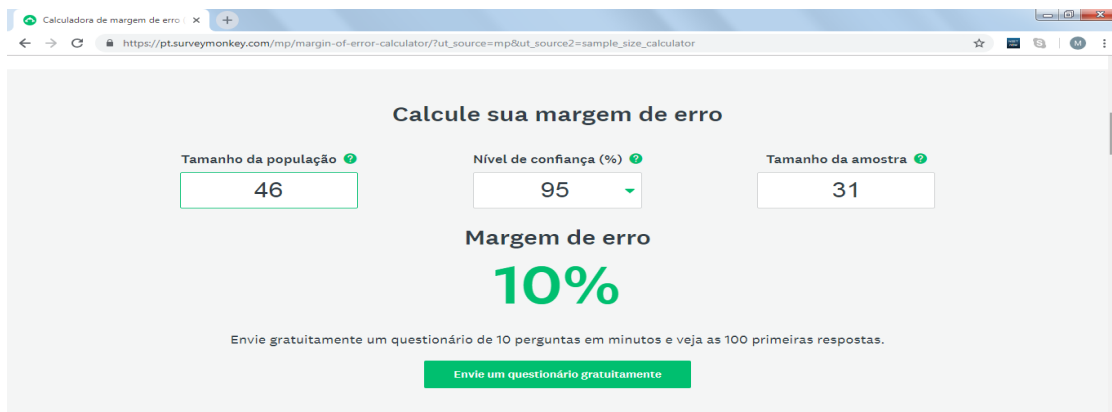 Calculadora de margem de erro |
https://pt.surveymonkey.com/mp/margin-of-error-calculator/?ut_source=mp&ut_source2=sample_size_calculator
M
Calcule sua margem de erro
Tamanho da população ? Nível de confiança (%) ? Tamanho da amostra ?
46 95 31
Margem de erro
10%
Envie gratuitamente um questionário de 10 perguntas em minutos e veja as 100 primeiras respostas.
Envie um questionário gratuitamente